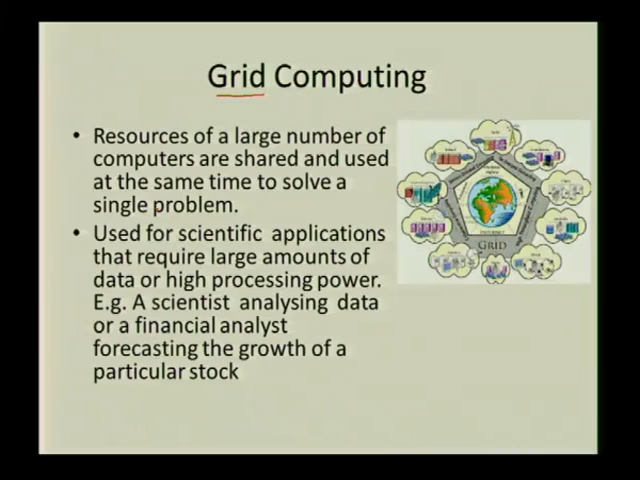 Grid Computing
• Resources of a large number of
computers are shared and used
at the same time to solve a
single problem.
• Used for scientific applications
that require large amounts of
data or high processing power.
E.g. A scientist analysing data
or a financial analyst
forecasting the growth of a
particular stock
INTERNET
GRID